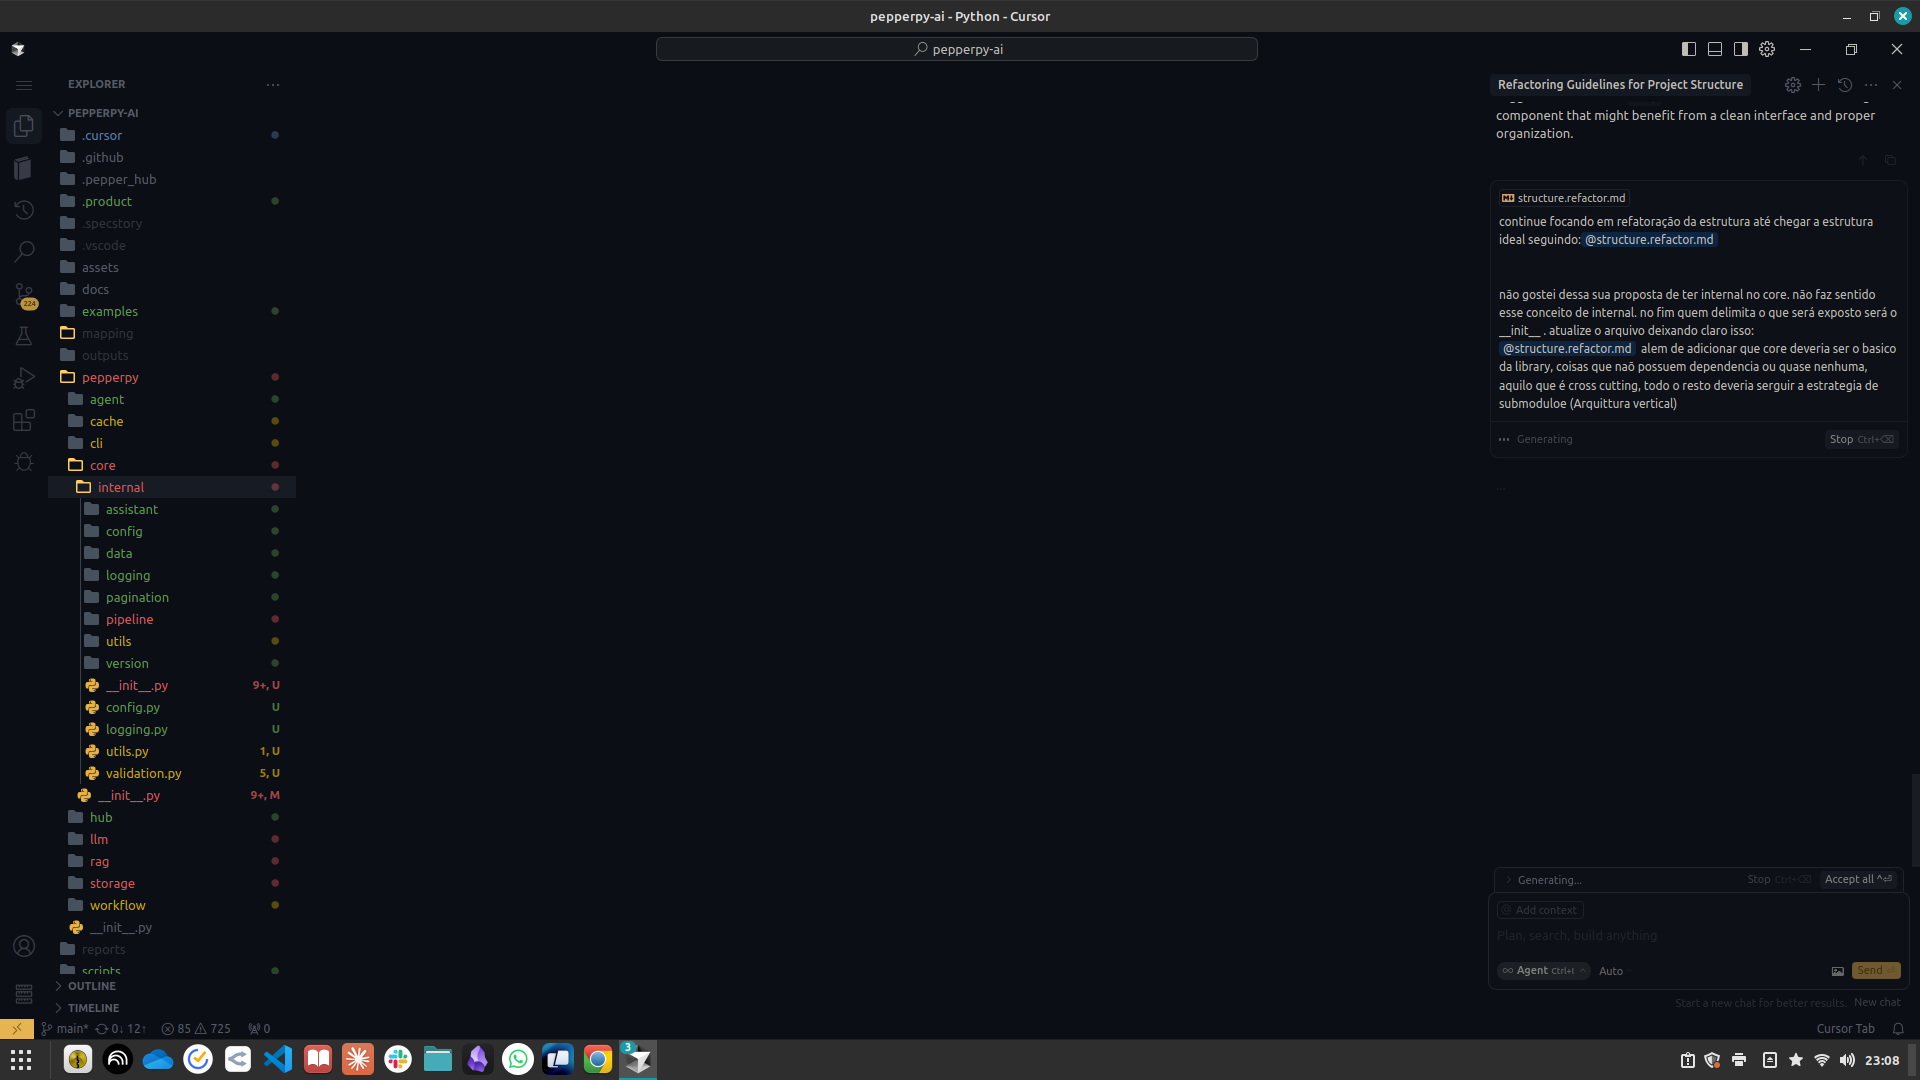 pepperpy-ai - Python - Cursor
pepperpy-ai
EXPLORER
PEPPERPY-AI
.cursor
.github
.pepper_hub
.product
.specstory
.vscode
assets
docs
examples
mapping
outputs
pepperpy
agent
cache
cli
core
internal
assistant
config
data
logging
pagination
pipeline
utils
version
__init__.py 9+, U
config.py U
logging.py U
utils.py 1, U
validation.py 5, U
__init__.py 9+, M
hub
llm
rag
storage
workflow
__init__.py
reports
scripts
OUTLINE
TIMELINE
224
Refactoring Guidelines for Project Structure
component that might benefit from a clean interface and proper
organization.
structure.refactor.md
continue focando em refatoração da estrutura até chegar a estrutura
ideal seguindo: @structure.refactor.md
não gostei dessa sua proposta de ter internal no core. não faz sentido
esse conceito de internal. no fim quem delimita o que será exposto será o
__init__ . atualize o arquivo deixando claro isso:
@structure.refactor.md alem de adicionar que core deveria ser o basico
da library, coisas que naõ possuem dependencia ou quase nenhuma,
aquilo que é cross cutting, todo o resto deveria serguir a estrategia de
submoduloe (Arquittura vertical)
Generating
Stop Ctrl+⌫
...
Generating...
Stop Ctrl+⌫
Accept all ^⏎
@ Add context
Plan, search, build anything
∞ Agent Ctrl+I
Auto
Send ⏎
Start a new chat for better results. New chat
main* 0↓ 12↑ 85 725 0
Cursor Tab
3
23:08